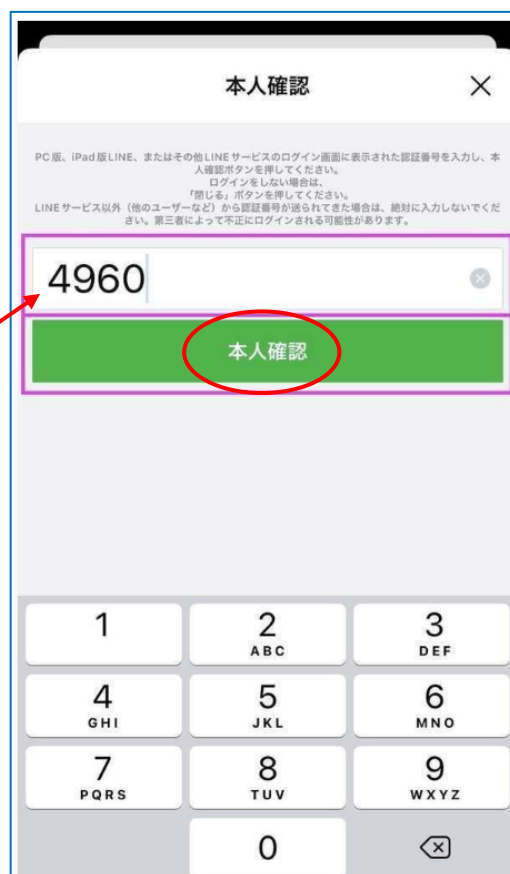 本人確認
PC版、iPad版LINE、またはその他LINEサービスのログイン画面に表示された認証番号を入力し、本
人確認ボタンを押してください。
ログインをしない場合は、
「閉じる」ボタンを押してください。
LINEサービス以外（他のユーザーなど）から認証番号が送られてきた場合は、絶対に入力しないでくだ
さい。第三者によって不正にログインされる可能性があります。
4960
本人確認
1 2 3
ABC DEF
4 5 6
GHI JKL MNO
7 8 9
PQRS TUV WXYZ
0